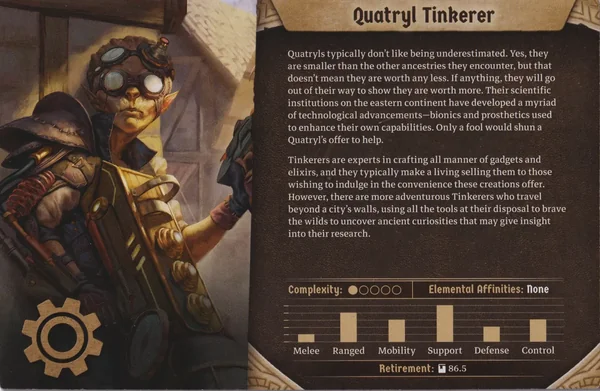 Quatryl Tinkerer
Quatryls typically don't like being underestimated. Yes, they
are smaller than the other ancestries they encounter, but that
doesn't mean they are worth any less. If anything, they will go
out of their way to show they are worth more. Their scientific
institutions on the eastern continent have developed a myriad
of technological advancements—bionics and prosthetics used
to enhance their own capabilities. Only a fool would shun a
Quatryl's offer to help.
Tinkerers are experts in crafting all manner of gadgets and
elixirs, and they typically make a living selling them to those
wishing to indulge in the convenience these creations offer.
However, there are more adventurous Tinkerers who travel
beyond a city's walls, using all the tools at their disposal to brave
the wilds to uncover ancient curiosities that may give insight
into their research.
Complexity: Elemental Affinities: None
Melee Ranged Mobility Support Defense Control
Retirement: 86.5